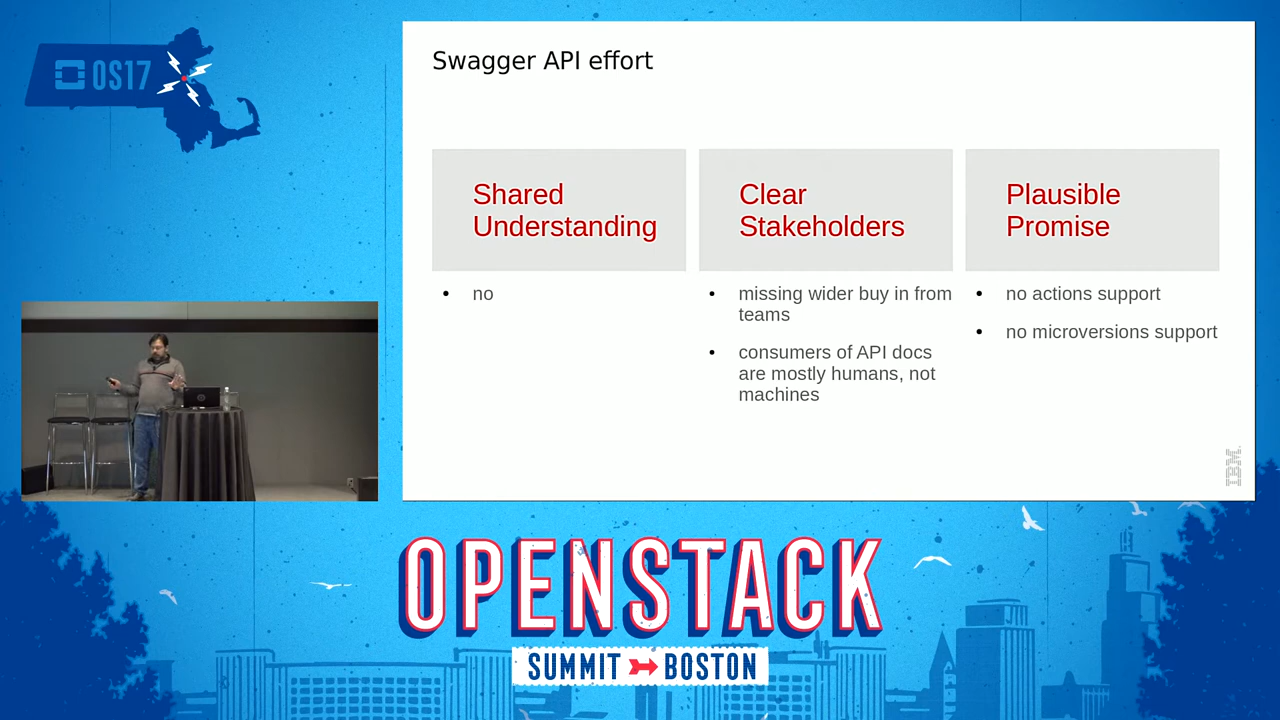 OS17
Swagger API effort
Shared
Understanding
Clear
Stakeholders
Plausible
Promise
• no
• missing wider buy in from
teams
• consumers of API docs
are mostly humans, not
machines
• no actions support
• no microversions support
IBM
OPENSTACK
SUMMIT BOSTON